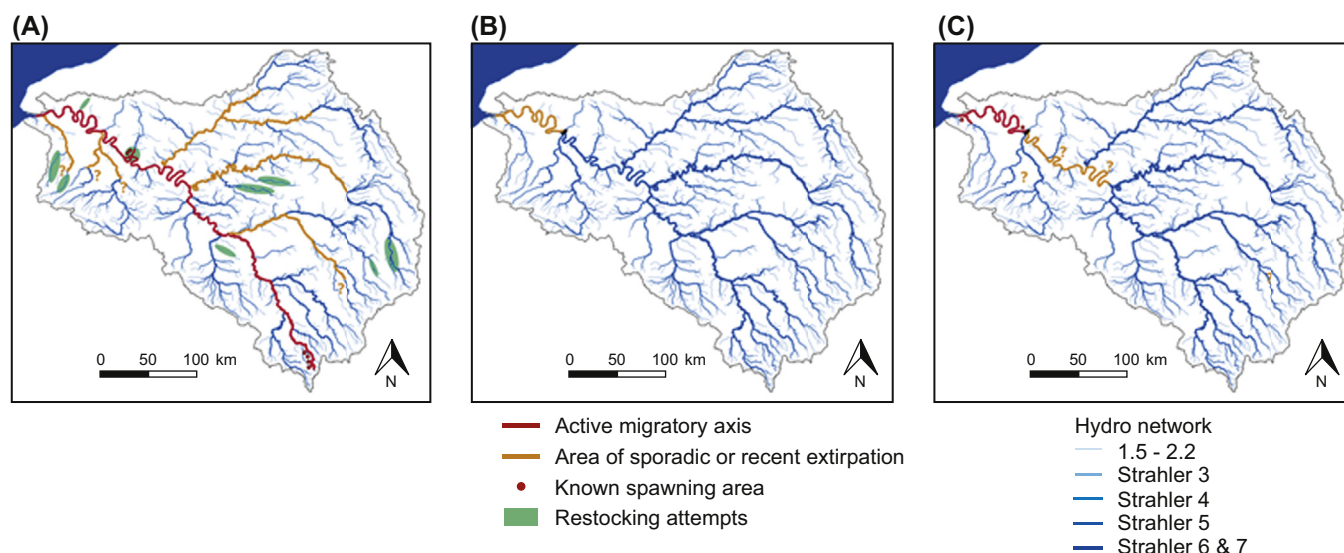 (A)
(B)
(C)
?
?
?
?
?
?
?
?
0 50 100 km
N
0 50 100 km
N
0 50 100 km
N
Active migratory axis
Area of sporadic or recent extirpation
Known spawning area
Restocking attempts
Hydro network
1.5 - 2.2
Strahler 3
Strahler 4
Strahler 5
Strahler 6 & 7